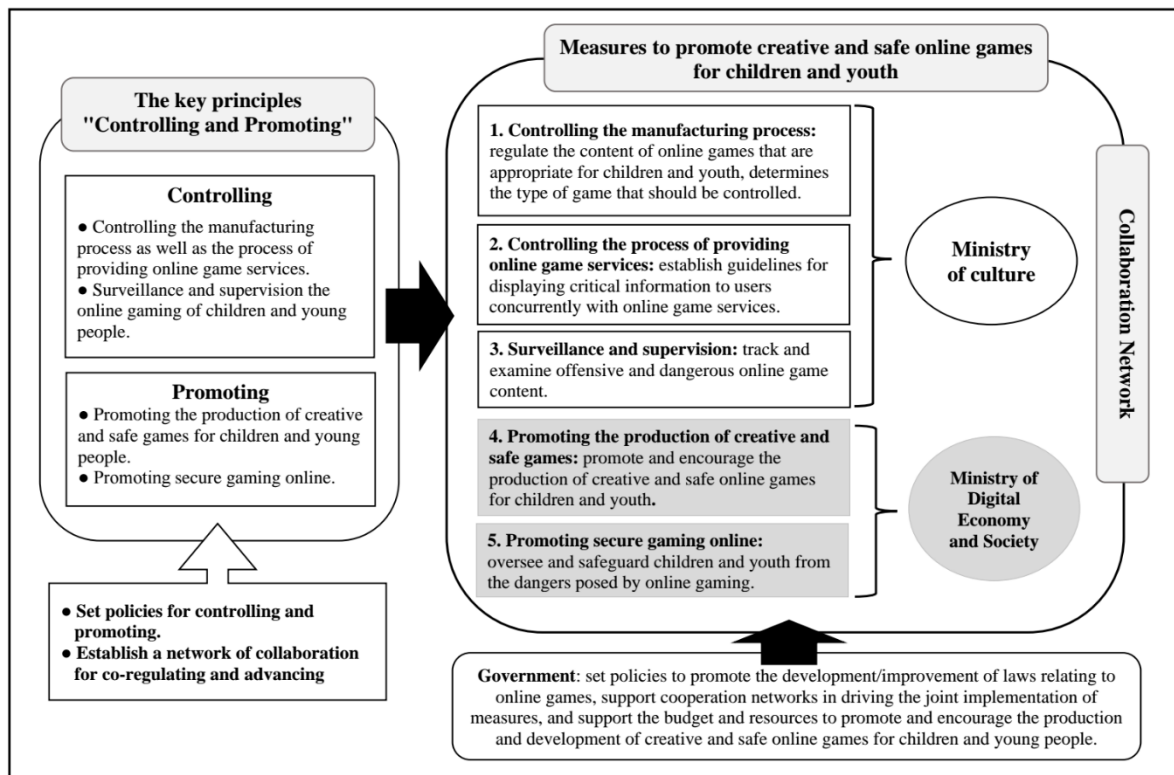 The key principles
"Controlling and Promoting"
Controlling
● Controlling the manufacturing
process as well as the process of
providing online game services.
● Surveillance and supervision the
online gaming of children and young
people.
Promoting
● Promoting the production of creative
and safe games for children and young
people.
● Promoting secure gaming online.
● Set policies for controlling and
promoting.
● Establish a network of collaboration
for co-regulating and advancing
Measures to promote creative and safe online games
for children and youth
1. Controlling the manufacturing process:
regulate the content of online games that are
appropriate for children and youth, determines
the type of game that should be controlled.
2. Controlling the process of providing
online game services: establish guidelines for
displaying critical information to users
concurrently with online game services.
3. Surveillance and supervision: track and
examine offensive and dangerous online game
content.
Ministry
of culture
4. Promoting the production of creative and
safe games: promote and encourage the
production of creative and safe online games
for children and youth.
5. Promoting secure gaming online:
oversee and safeguard children and youth from
the dangers posed by online gaming.
Ministry of
Digital
Economy
and Society
Collaboration Network
Government: set policies to promote the development/improvement of laws relating to
online games, support cooperation networks in driving the joint implementation of
measures, and support the budget and resources to promote and encourage the production
and development of creative and safe online games for children and young people.